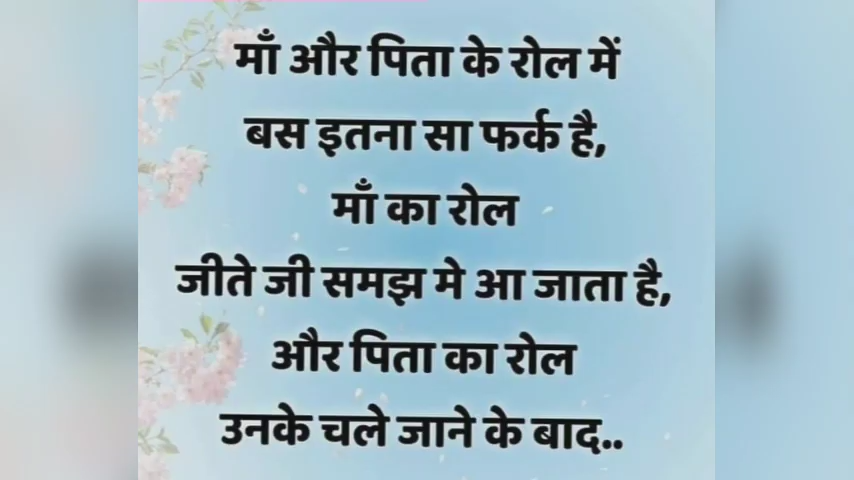 माँ और पिता के रोल में
बस इतना सा फर्क है,
माँ का रोल
जीते जी समझ मे आ जाता है,
और पिता का रोल
उनके चले जाने के बाद..